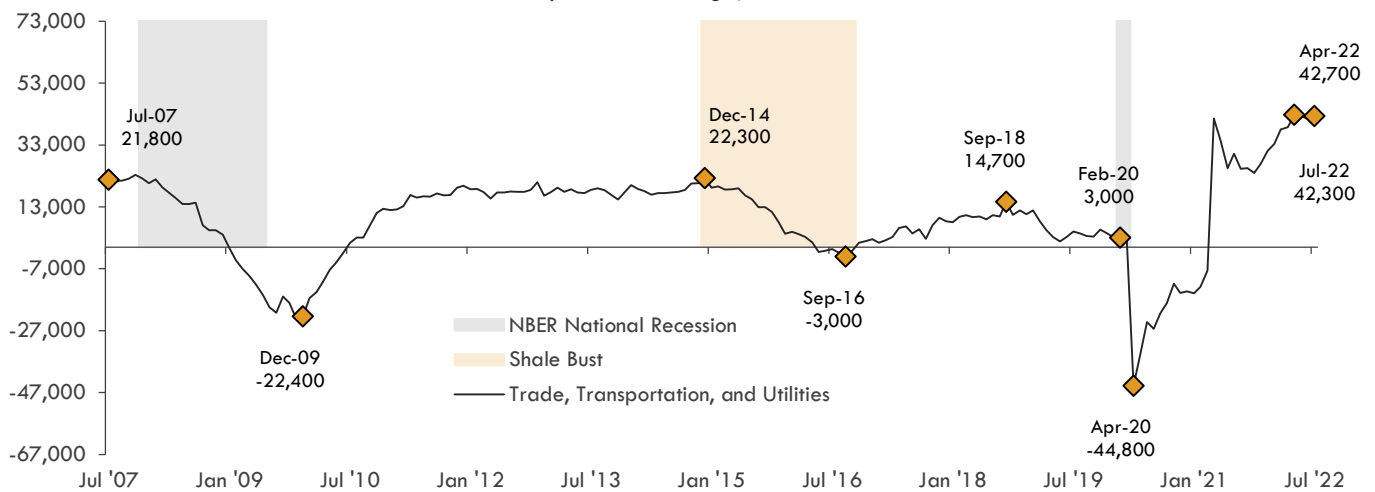 73,000
53,000
33,000
13,000
-7,000
-27,000
-47,000
-67,000
Jul-07
21,800
Dec-09
-22,400
Dec-14
22,300
Sep-16
-3,000
Sep-18
14,700
Feb-20
3,000
Apr-20
-44,800
Apr-22
42,700
Jul-22
42,300
NBER National Recession
Shale Bust
Trade, Transportation, and Utilities
Jul '07
Jan '09
Jul '10
Jan '12
Jul '13
Jan '15
Jul '16
Jan '18
Jul '19
Jan '21
Jul '22